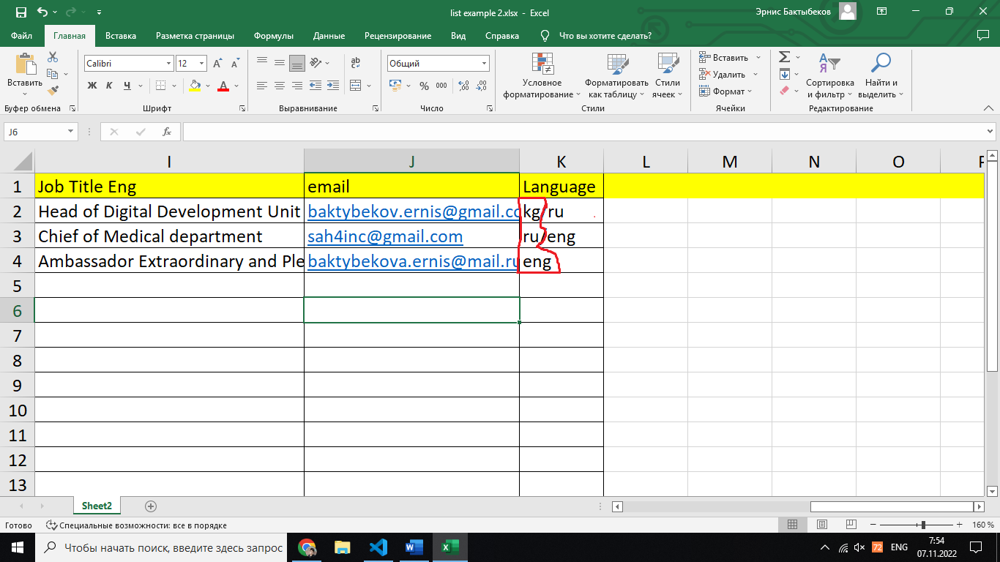 list example 2.xlsx - Excel
Эрнис Бактыбеков
Файл Главная Вставка Разметка страницы Формулы Данные Рецензирование Вид Справка Что вы хотите сделать?
Вставить
Calibri 12
Ж К Ч
Общий
% 000
Условное форматирование
Форматировать как таблицу
Стили ячеек
Вставить
Удалить
Формат
Сортировка и фильтр
Найти и выделить
Буфер обмена Шрифт Выравнивание Число Стили Ячейки Редактирование
J6 fx
I J K L M N O P
1 Job Title Eng email Language
2 Head of Digital Development Unit baktybekov.ernis@gmail.co kg/ru
3 Chief of Medical department sah4inc@gmail.com ru/eng
4 Ambassador Extraordinary and Ple baktybekova.ernis@mail.ru eng
5
6
7
8
9
10
11
12
13
Sheet2
Готово Специальные возможности: все в порядке 160 %
Чтобы начать поиск, введите здесь запрос
72 ENG 7:54
07.11.2022